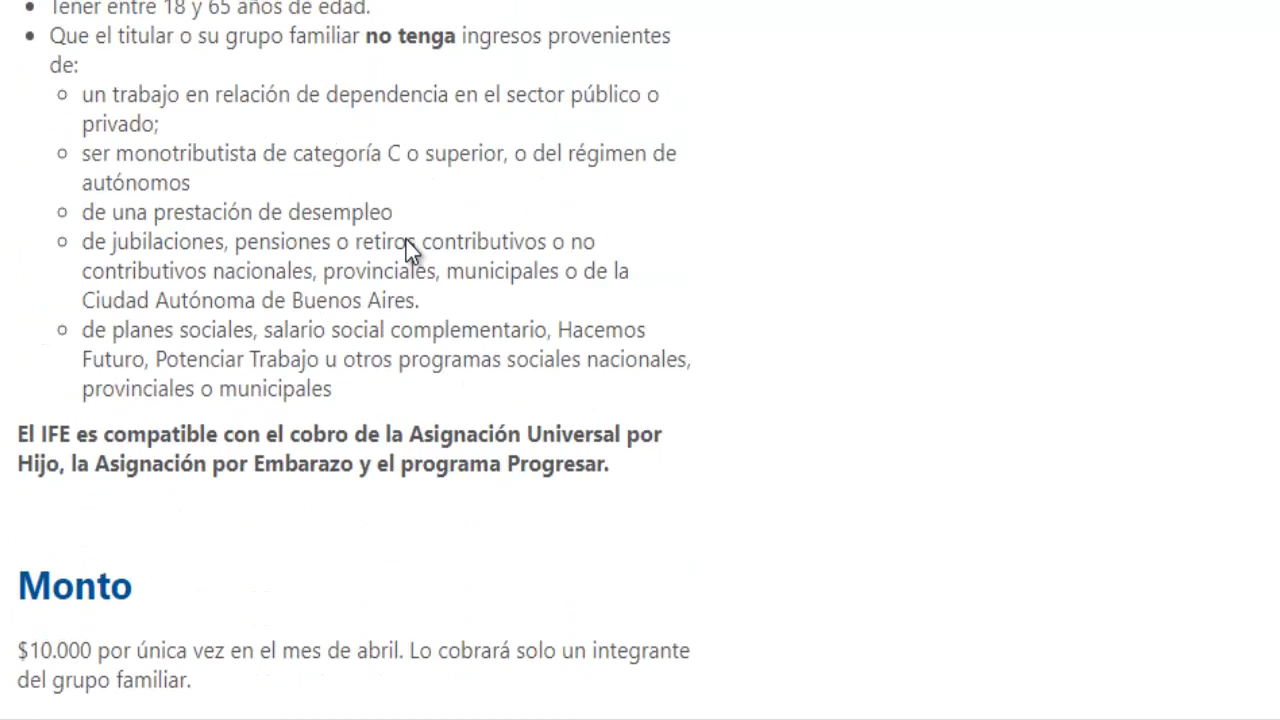 Tener entre 18 y 65 años de edad.
Que el titular o su grupo familiar no tenga ingresos provenientes
de:
un trabajo en relación de dependencia en el sector público o
privado;
ser monotributista de categoría C o superior, o del régimen de
autónomos
de una prestación de desempleo
de jubilaciones, pensiones o retiros contributivos o no
contributivos nacionales, provinciales, municipales o de la
Ciudad Autónoma de Buenos Aires.
de planes sociales, salario social complementario, Hacemos
Futuro, Potenciar Trabajo u otros programas sociales nacionales,
provinciales o municipales
El IFE es compatible con el cobro de la Asignación Universal por
Hijo, la Asignación por Embarazo y el programa Progresar.
Monto
$10.000 por única vez en el mes de abril. Lo cobrará solo un integrante
del grupo familiar.